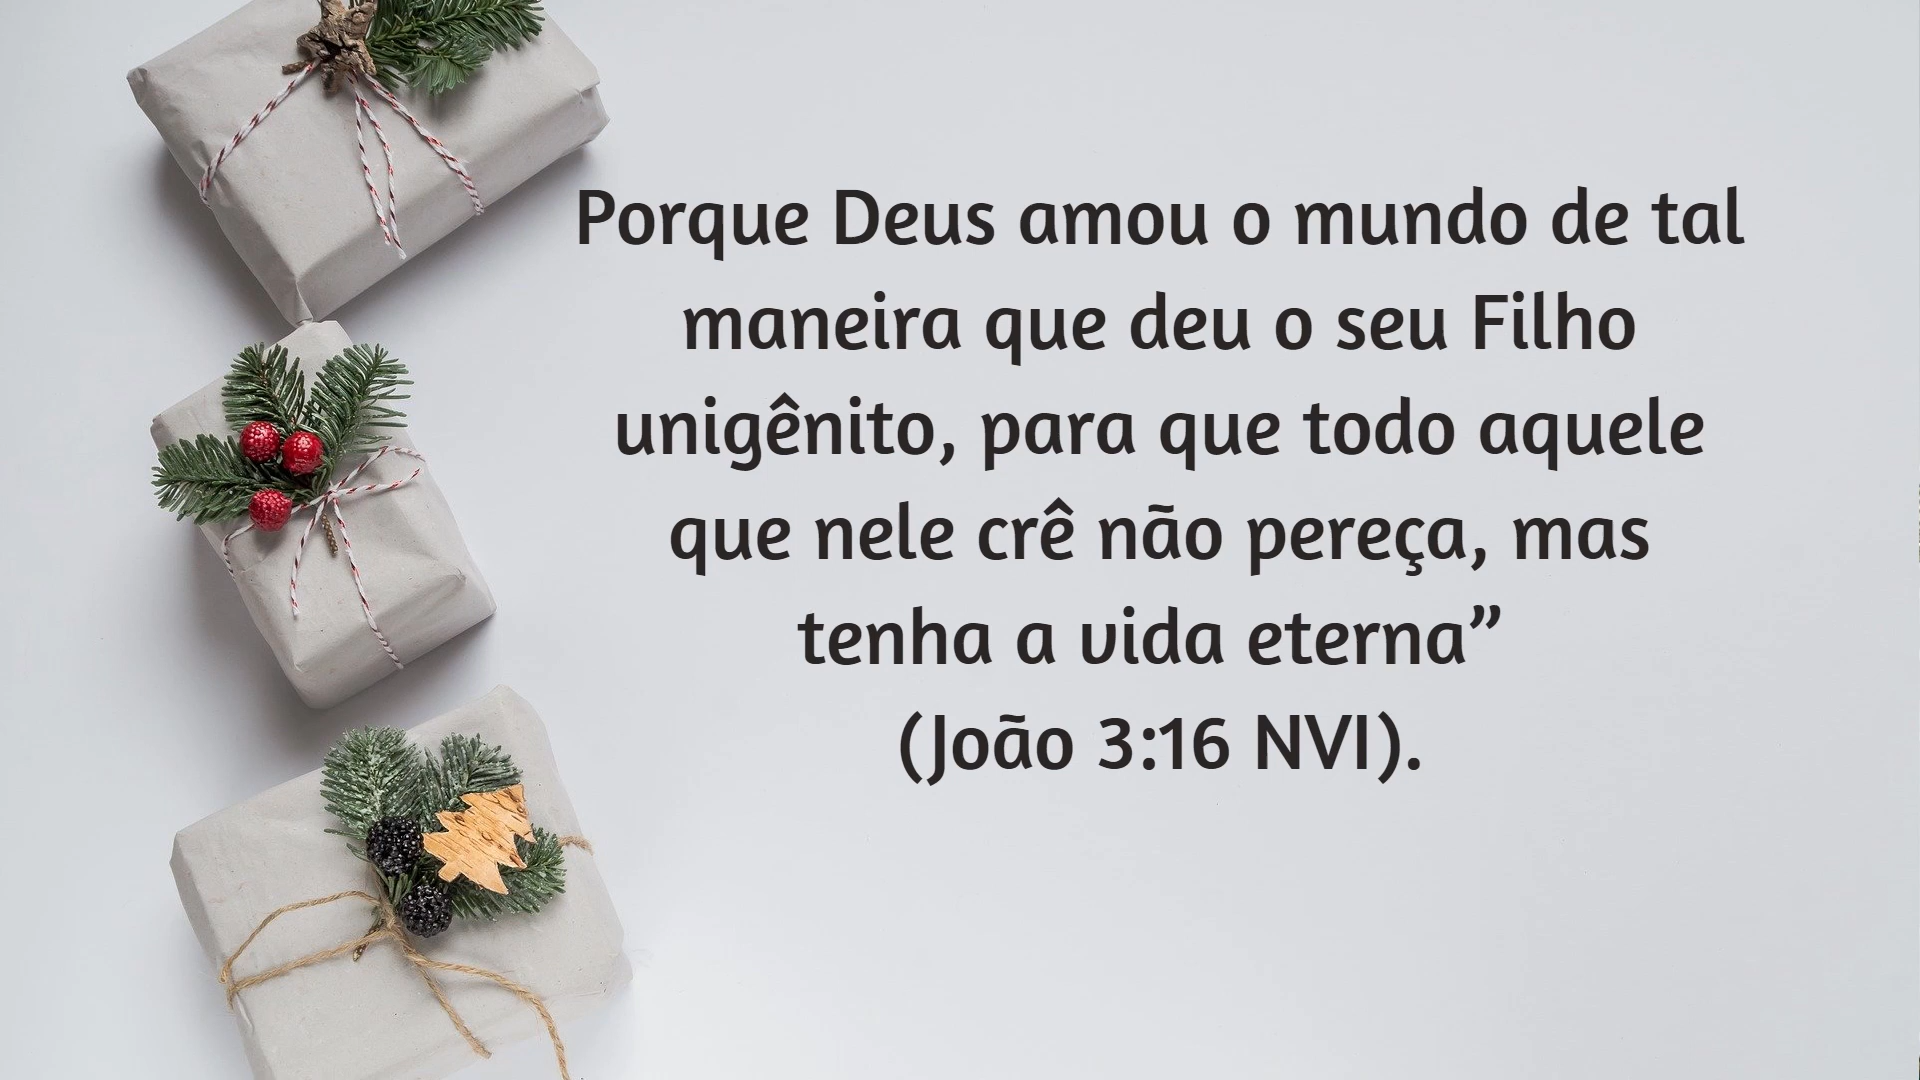 Porque Deus amou o mundo de tal
maneira que deu o seu Filho
unigênito, para que todo aquele
que nele crê não pereça, mas
tenha a vida eterna”
(João 3:16 NVI).